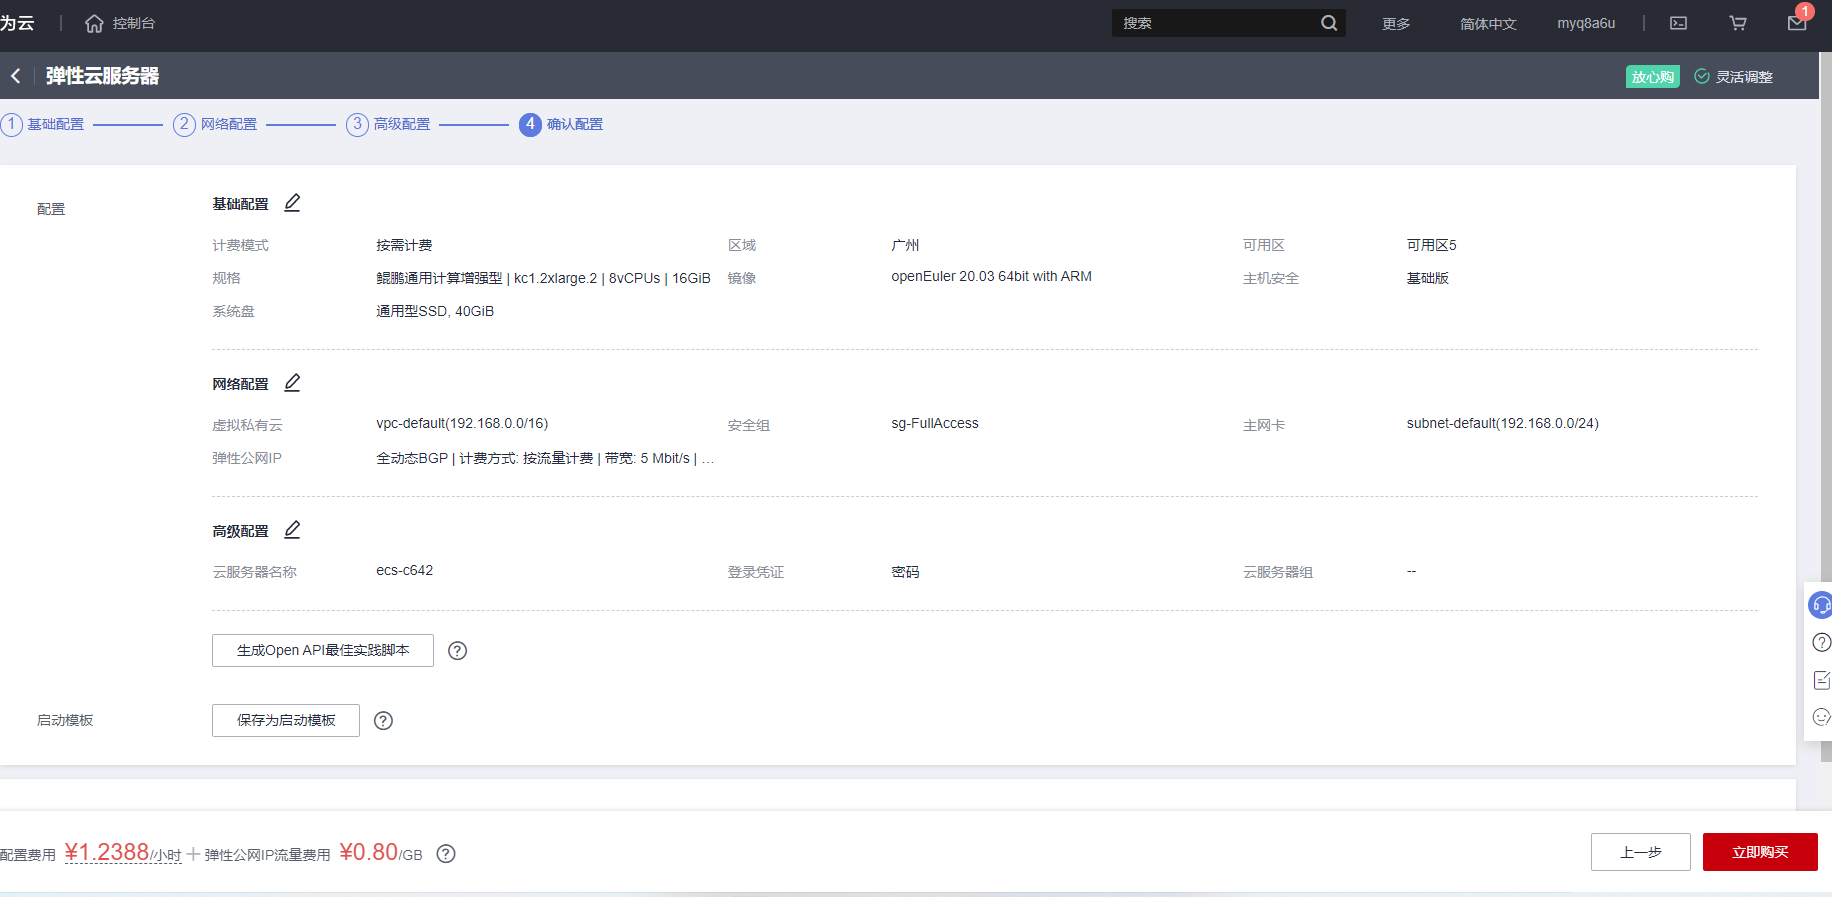 为云 控制台 搜索 更多 简体中文 myq8a6u 1
弹性云服务器 放心购 灵活调整
1 基础配置 2 网络配置 3 高级配置 4 确认配置
配置 基础配置
计费模式 按需计费 区域 广州 可用区 可用区5
规格 鲲鹏通用计算增强型 | kc1.2xlarge.2 | 8vCPUs | 16GiB 镜像 openEuler 20.03 64bit with ARM 主机安全 基础版
系统盘 通用型SSD, 40GiB
网络配置
虚拟私有云 vpc-default(192.168.0.0/16) 安全组 sg-FullAccess 主网卡 subnet-default(192.168.0.0/24)
弹性公网IP 全动态BGP | 计费方式: 按流量计费 | 带宽: 5 Mbit/s | ...
高级配置
云服务器名称 ecs-c642 登录凭证 密码 云服务器组 --
生成Open API最佳实践脚本
启动模板 保存为启动模板
配置费用 ¥1.2388/小时 + 弹性公网IP流量费用 ¥0.80/GB 上一步 立即购买